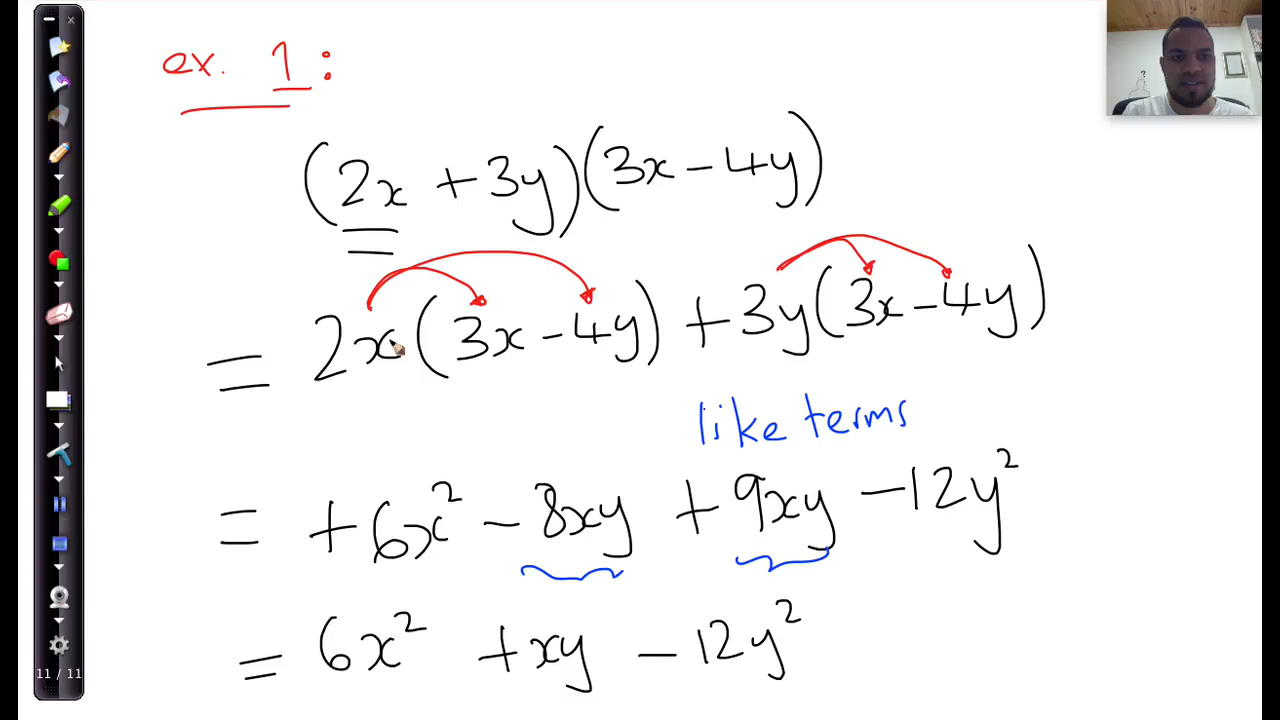 ex. 1:
(2x + 3y)(3x - 4y)
= 2x(3x - 4y) + 3y(3x - 4y)
like terms
= +6x² - 8xy + 9xy - 12y²
= 6x² + xy - 12y²
11 / 11
?